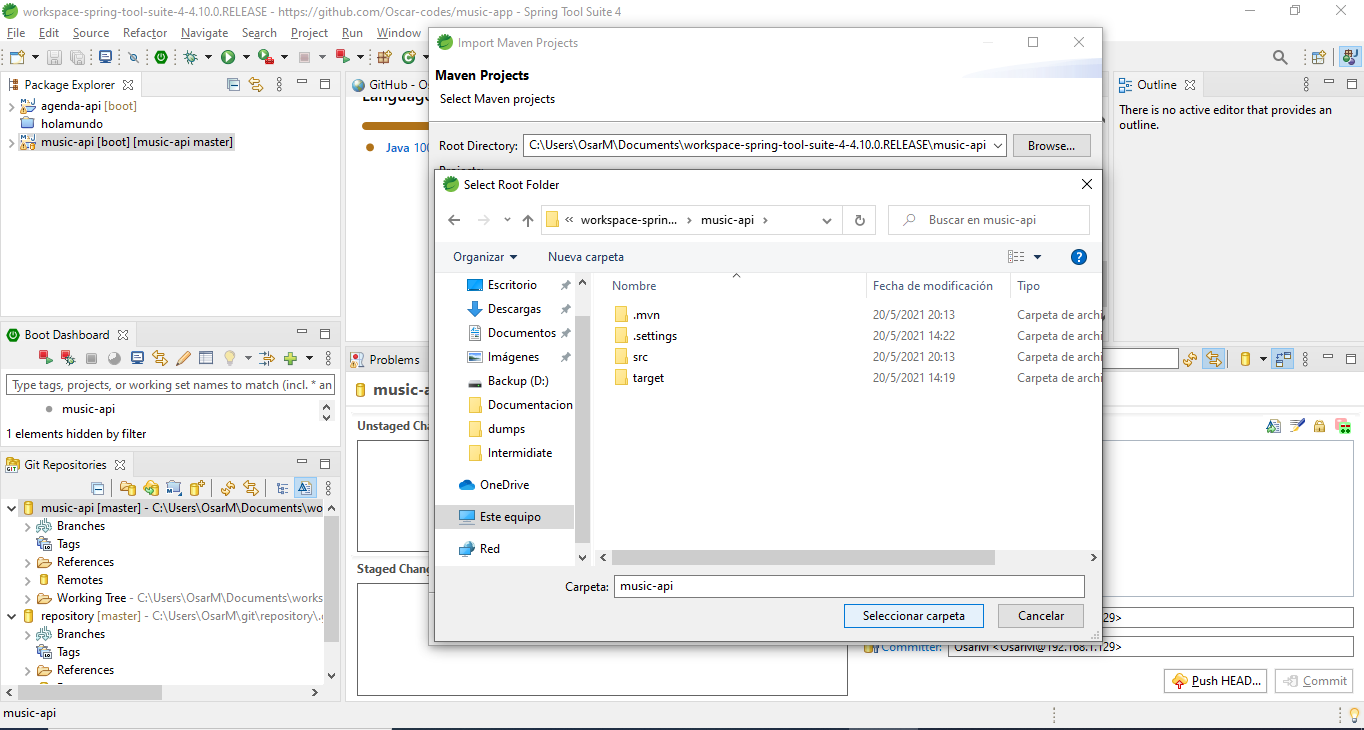 workspace-spring-tool-suite-4-4.10.0.RELEASE - https://github.com/Oscar-codes/music-app - Spring Tool Suite 4
File Edit Source Refactor Navigate Search Project Run Window
Package Explorer
agenda-api [boot]
holamundo
music-api [boot] [music-api master]
GitHub - Os
Language
Java 100
Import Maven Projects
Maven Projects
Select Maven projects
Root Directory: C:\Users\OsarM\Documents\workspace-spring-tool-suite-4-4.10.0.RELEASE\music-api Browse...
Select Root Folder
« workspace-sprin... > music-api >
Buscar en music-api
Organizar Nueva carpeta
Escritorio
Descargas
Documentos
Imágenes
Backup (D:)
Documentacion
dumps
Intermidiate
OneDrive
Este equipo
Red
Nombre Fecha de modificación Tipo
.mvn 20/5/2021 20:13 Carpeta de archi
.settings 20/5/2021 14:22 Carpeta de archi
src 20/5/2021 20:13 Carpeta de archi
target 20/5/2021 14:19 Carpeta de archi
Carpeta: music-api
Seleccionar carpeta Cancelar
Outline
There is no active editor that provides an
outline.
Boot Dashboard
Type tags, projects, or working set names to match (incl. * an
music-api
1 elements hidden by filter
Git Repositories
music-api [master] - C:\Users\OsarM\Documents\wo
Branches
Tags
References
Remotes
Working Tree - C:\Users\OsarM\Documents\works
repository [master] - C:\Users\OsarM\git\repository\.g
Branches
Tags
References
Problems
music-a
Unstaged Cha
Staged Chang
29>
Committer: OsarM <OsarM@192.168.1.129>
Push HEAD... Commit
music-api